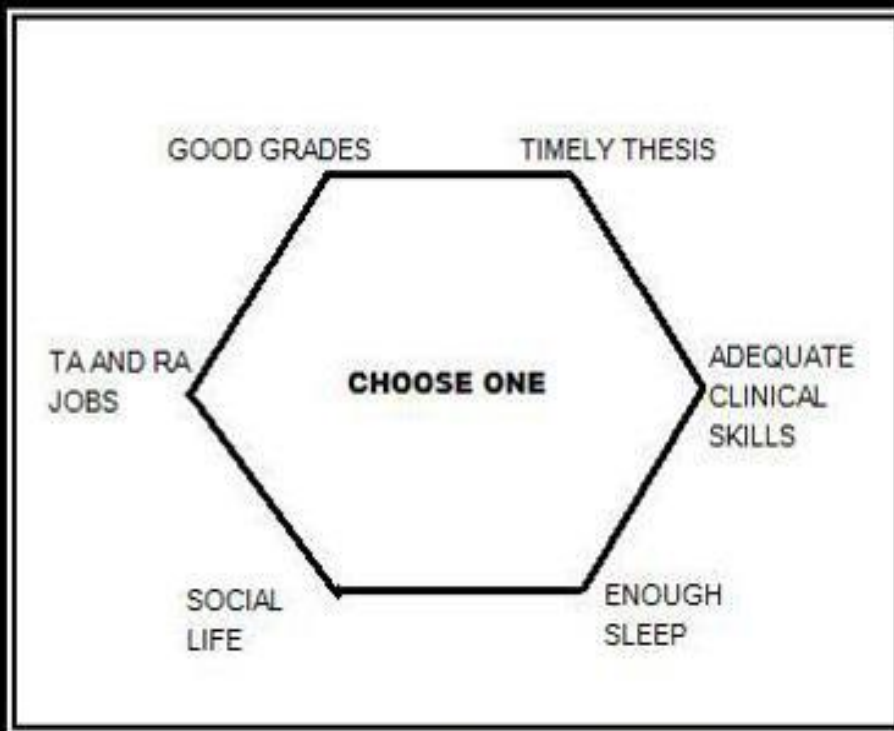 GOOD GRADES
TIMELY THESIS
TA AND RA
JOBS
CHOOSE ONE
ADEQUATE
CLINICAL
SKILLS
SOCIAL
LIFE
ENOUGH
SLEEP